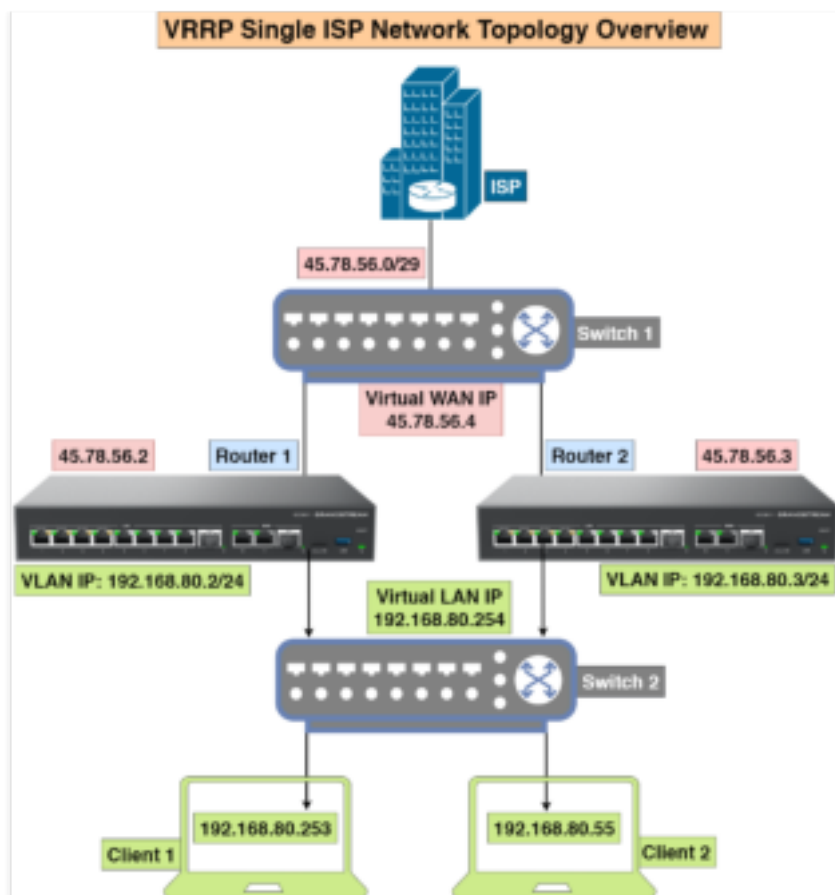 VRRP Single ISP Network Topology Overview
ISP
45.78.56.0/29
Switch 1
Virtual WAN IP
45.78.56.4
45.78.56.2
Router 1
Router 2
45.78.56.3
VLAN IP: 192.168.80.2/24
Virtual LAN IP
192.168.80.254
VLAN IP: 192.168.80.3/24
Switch 2
192.168.80.253
192.168.80.55
Client 1
Client 2